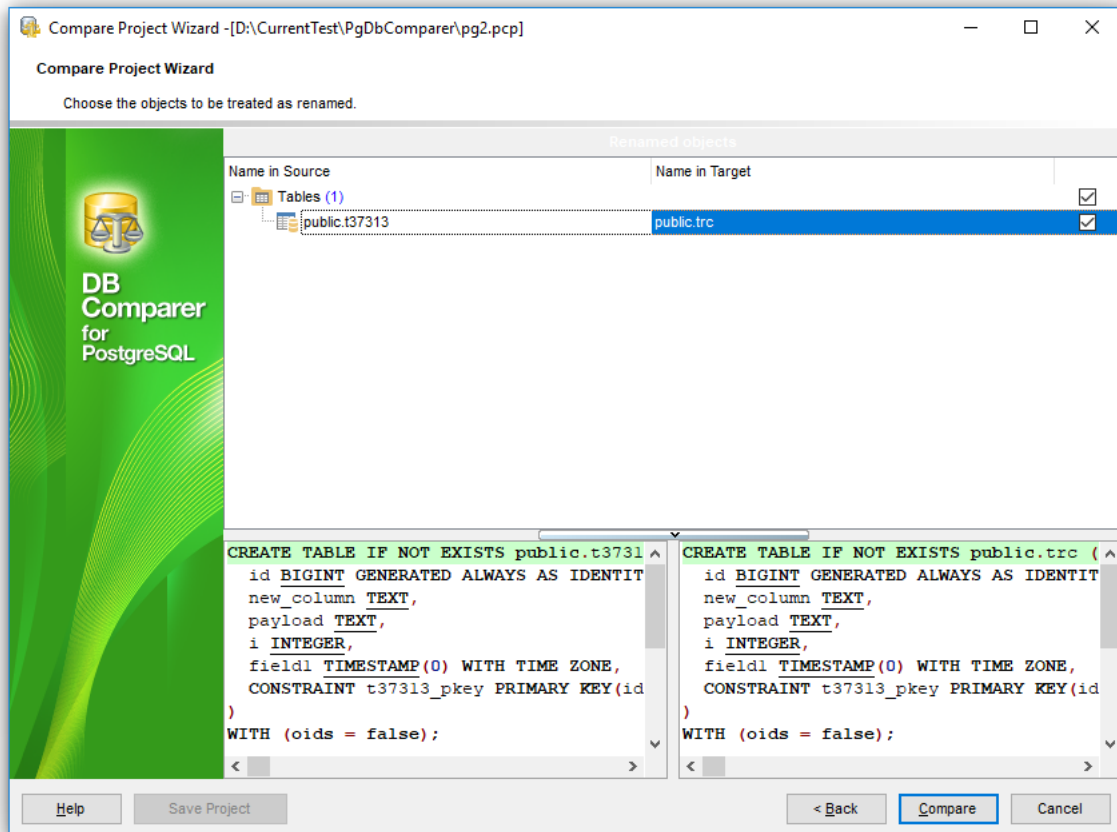 Compare Project Wizard -[D:\CurrentTest\PgDbComparer\pg2.pcp]
Compare Project Wizard
Choose the objects to be treated as renamed.
Renamed objects
DB
Comparer
for
PostgreSQL
Name in Source Name in Target
Tables (1)
public.t37313 public.trc
CREATE TABLE IF NOT EXISTS public.t3731
id BIGINT GENERATED ALWAYS AS IDENTIT
new_column TEXT,
payload TEXT,
i INTEGER,
field1 TIMESTAMP(0) WITH TIME ZONE,
CONSTRAINT t37313_pkey PRIMARY KEY(id
)
WITH (oids = false);
CREATE TABLE IF NOT EXISTS public.trc (
id BIGINT GENERATED ALWAYS AS IDENTIT
new_column TEXT,
payload TEXT,
i INTEGER,
field1 TIMESTAMP(0) WITH TIME ZONE,
CONSTRAINT t37313_pkey PRIMARY KEY(id
)
WITH (oids = false);
Help Save Project < Back Compare Cancel